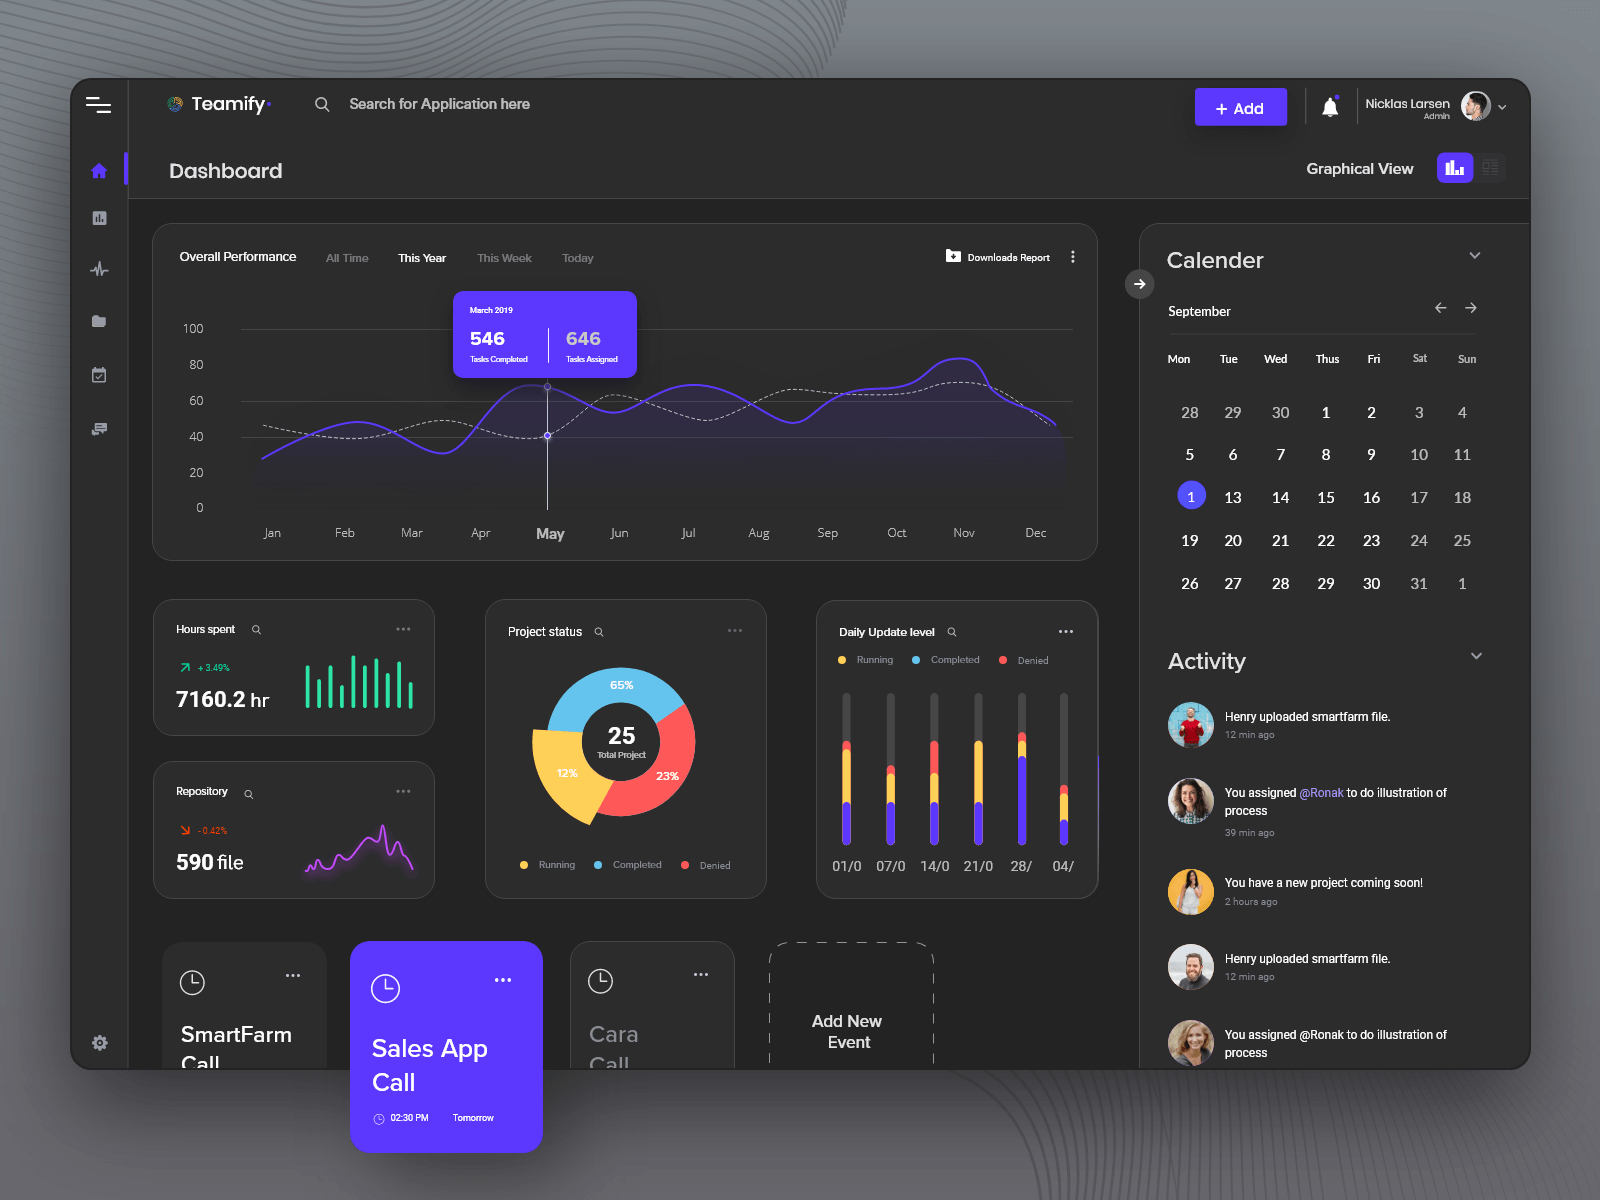 Teamify
Search for Application here
+ Add
Nicklas Larsen
Admin
Dashboard
Graphical View
Overall Performance
All Time
This Year
This Week
Today
Downloads Report
March 2019
546
646
Tasks Completed
Tasks Assigned
100
80
60
40
20
0
Jan Feb Mar Apr May Jun Jul Aug Sep Oct Nov Dec
Hours spent
+ 3.49%
7160.2 hr
Repository
- 0.42%
590 file
Project status
65%
25
Total Project
12%
23%
Running Completed Denied
Daily Update level
Running Completed Denied
01/0 07/0 14/0 21/0 28/ 04/
SmartFarm
Call
Sales App
Call
02:30 PM Tomorrow
Cara
Call
Add New
Event
Calender
September
Mon Tue Wed Thus Fri Sat Sun
28 29 30 1 2 3 4
5 6 7 8 9 10 11
1 13 14 15 16 17 18
19 20 21 22 23 24 25
26 27 28 29 30 31 1
Activity
Henry uploaded smartfarm file.
12 min ago
You assigned @Ronak to do illustration of
process
39 min ago
You have a new project coming soon!
2 hours ago
Henry uploaded smartfarm file.
12 min ago
You assigned @Ronak to do illustration of
process